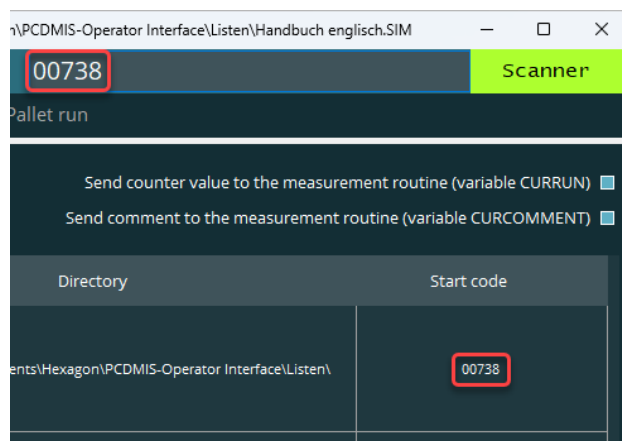 \PCDMIS-Operator Interface\Listen\Handbuch englisch.SIM
00738 Scanner
Pallet run
Send counter value to the measurement routine (variable CURRUN)
Send comment to the measurement routine (variable CURCOMMENT)
Directory Start code
ents\Hexagon\PCDMIS-Operator Interface\Listen\ 00738